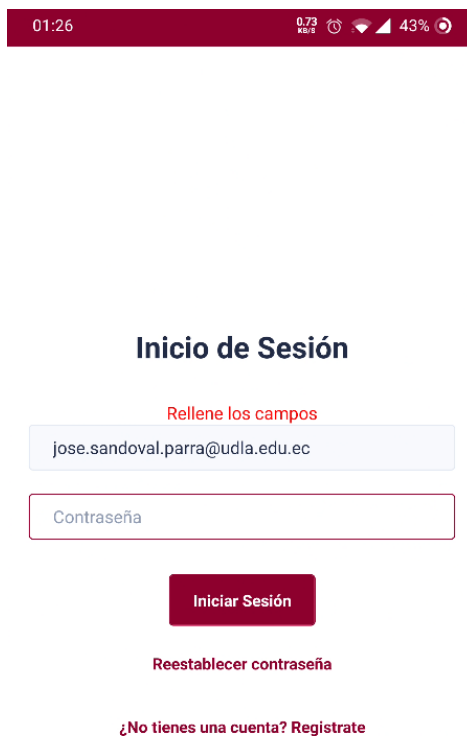 01:26 0.73 KB/S 43%
Inicio de Sesión
Rellene los campos
jose.sandoval.parra@udla.edu.ec
Contraseña
Iniciar Sesión
Reestablecer contraseña
¿No tienes una cuenta? Registrate